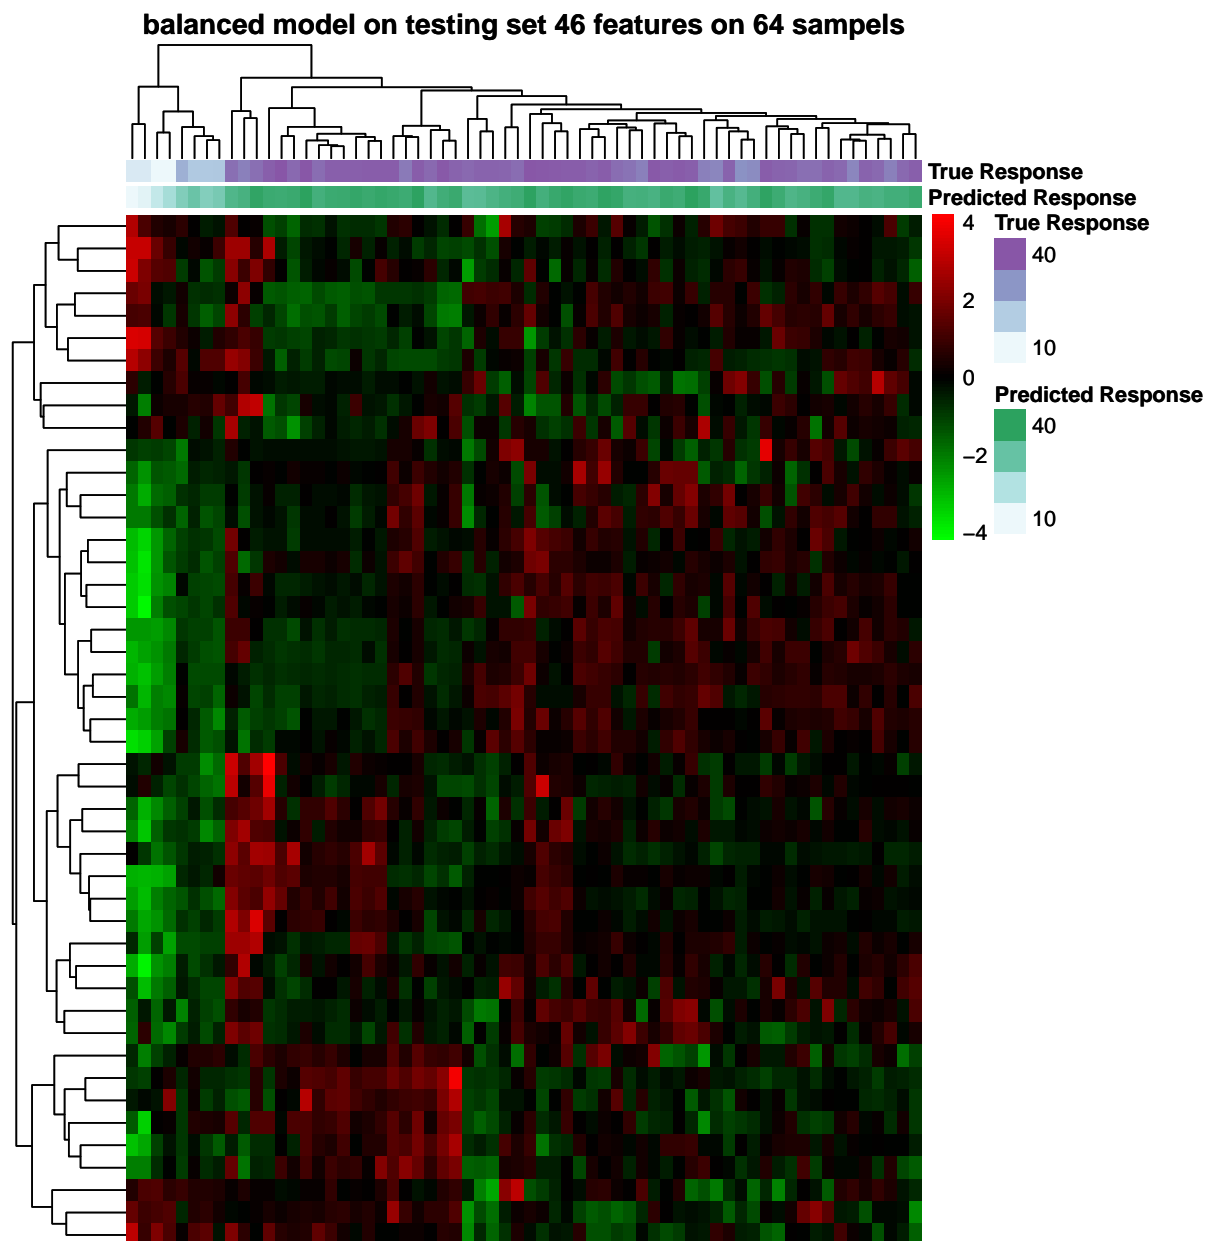 balanced model on testing set 46 features on 64 sampels
True Response
Predicted Response
4
2
0
−2
−4
True Response
40
10
Predicted Response
40
10